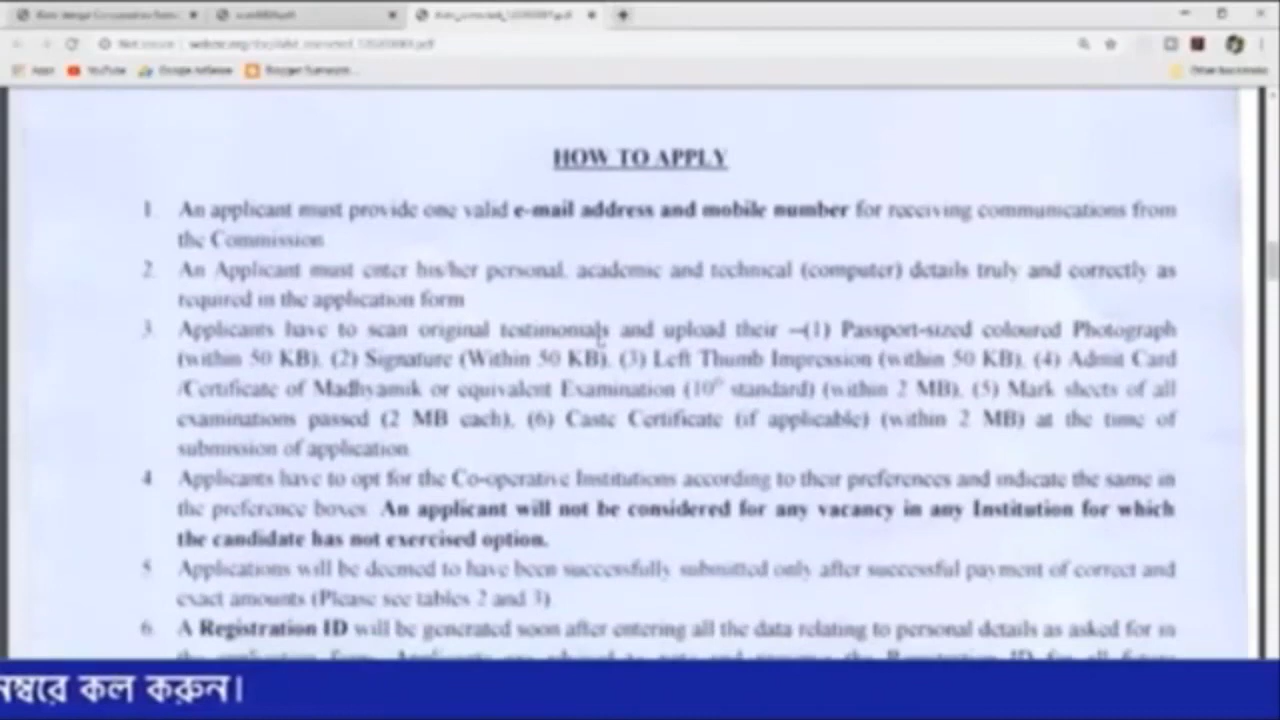 YouTube
Google AdSense
HOW TO APPLY
1. An applicant must provide one valid e-mail address and mobile number for receiving communications from
the Commission
2. An Applicant must enter his/her personal, academic and technical (computer) details truly and correctly as
required in the application form
3. Applicants have to scan original testimonials and upload their –(1) Passport-sized coloured Photograph
(within 50 KB), (2) Signature (Within 50 KB), (3) Left Thumb Impression (within 50 KB), (4) Admit Card
/Certificate of Madhyamik or equivalent Examination (10th standard) (within 2 MB), (5) Mark sheets of all
examinations passed (2 MB each), (6) Caste Certificate (if applicable) (within 2 MB) at the time of
submission of application
4. Applicants have to opt for the Co-operative Institutions according to their preferences and indicate the same in
the preference boxes. An applicant will not be considered for any vacancy in any Institution for which
the candidate has not exercised option.
5. Applications will be deemed to have been successfully submitted only after successful payment of correct and
exact amounts (Please see tables 2 and 3)
6. A Registration ID will be generated soon after entering all the data relating to personal details as asked for in
নম্বরে কল করুন।